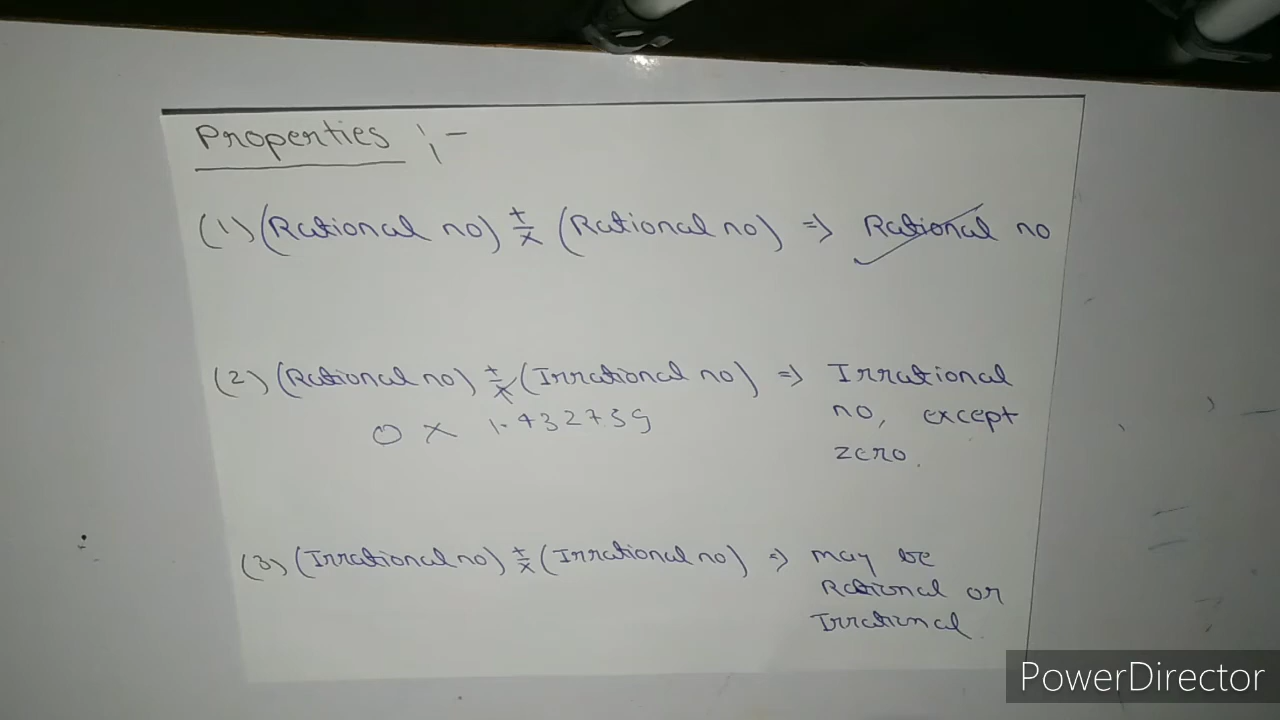 Properties :-
(1) (Rational no) ±/× (Rational no) => Rational no
(2) (Rational no) ±/× (Irrational no) => Irrational
no, except
0 × 1.432739
zero.
(3) (Irrational no) ±/× (Irrational no) => may be
Rational or
Irrational
PowerDirector